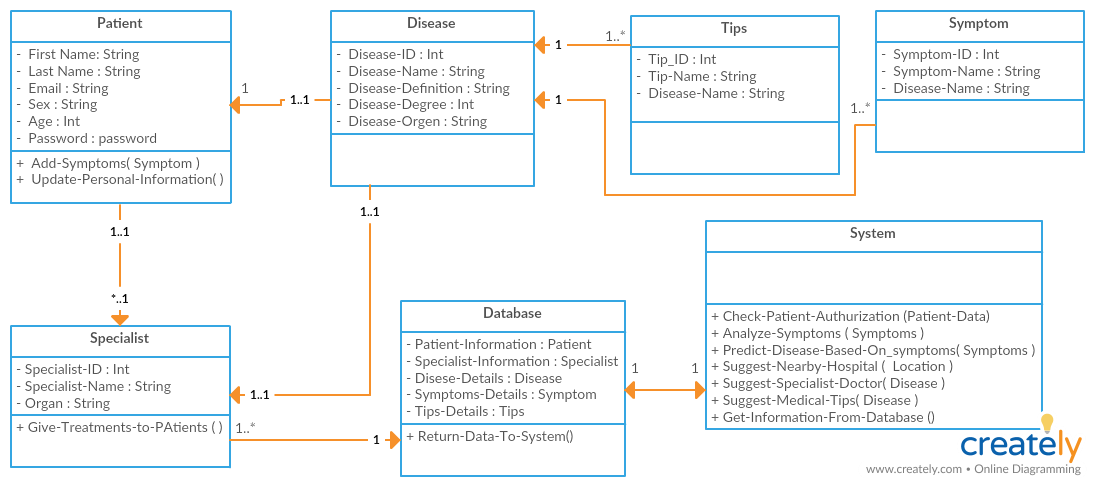 Patient
- First Name: String
- Last Name : String
- Email : String
- Sex : String
- Age : Int
- Password : password
+ Add-Symptoms( Symptom )
+ Update-Personal-Information( )
Disease
- Disease-ID : Int
- Disease-Name : String
- Disease-Definition : String
- Disease-Degree : Int
- Disease-Orgen : String
Tips
- Tip_ID : Int
- Tip-Name : String
- Disease-Name : String
Symptom
- Symptom-ID : Int
- Symptom-Name : String
- Disease-Name : String
1
1..1
1
1..*
1
1..*
1..1
*..1
1..1
1..1
Specialist
- Specialist-ID : Int
- Specialist-Name : String
- Organ : String
+ Give-Treatments-to-PAtients ( )
1..*
1
Database
- Patient-Information : Patient
- Specialist-Information : Specialist
- Disese-Details : Disease
- Symptoms-Details : Symptom
- Tips-Details : Tips
+ Return-Data-To-System()
1
1
System
+ Check-Patient-Authurization (Patient-Data)
+ Analyze-Symptoms ( Symptoms )
+ Predict-Disease-Based-On_symptoms( Symptoms )
+ Suggest-Nearby-Hospital ( Location )
+ Suggest-Specialist-Doctor( Disease )
+ Suggest-Medical-Tips( Disease )
+ Get-Information-From-Database ()
creately
www.creately.com • Online Diagramming